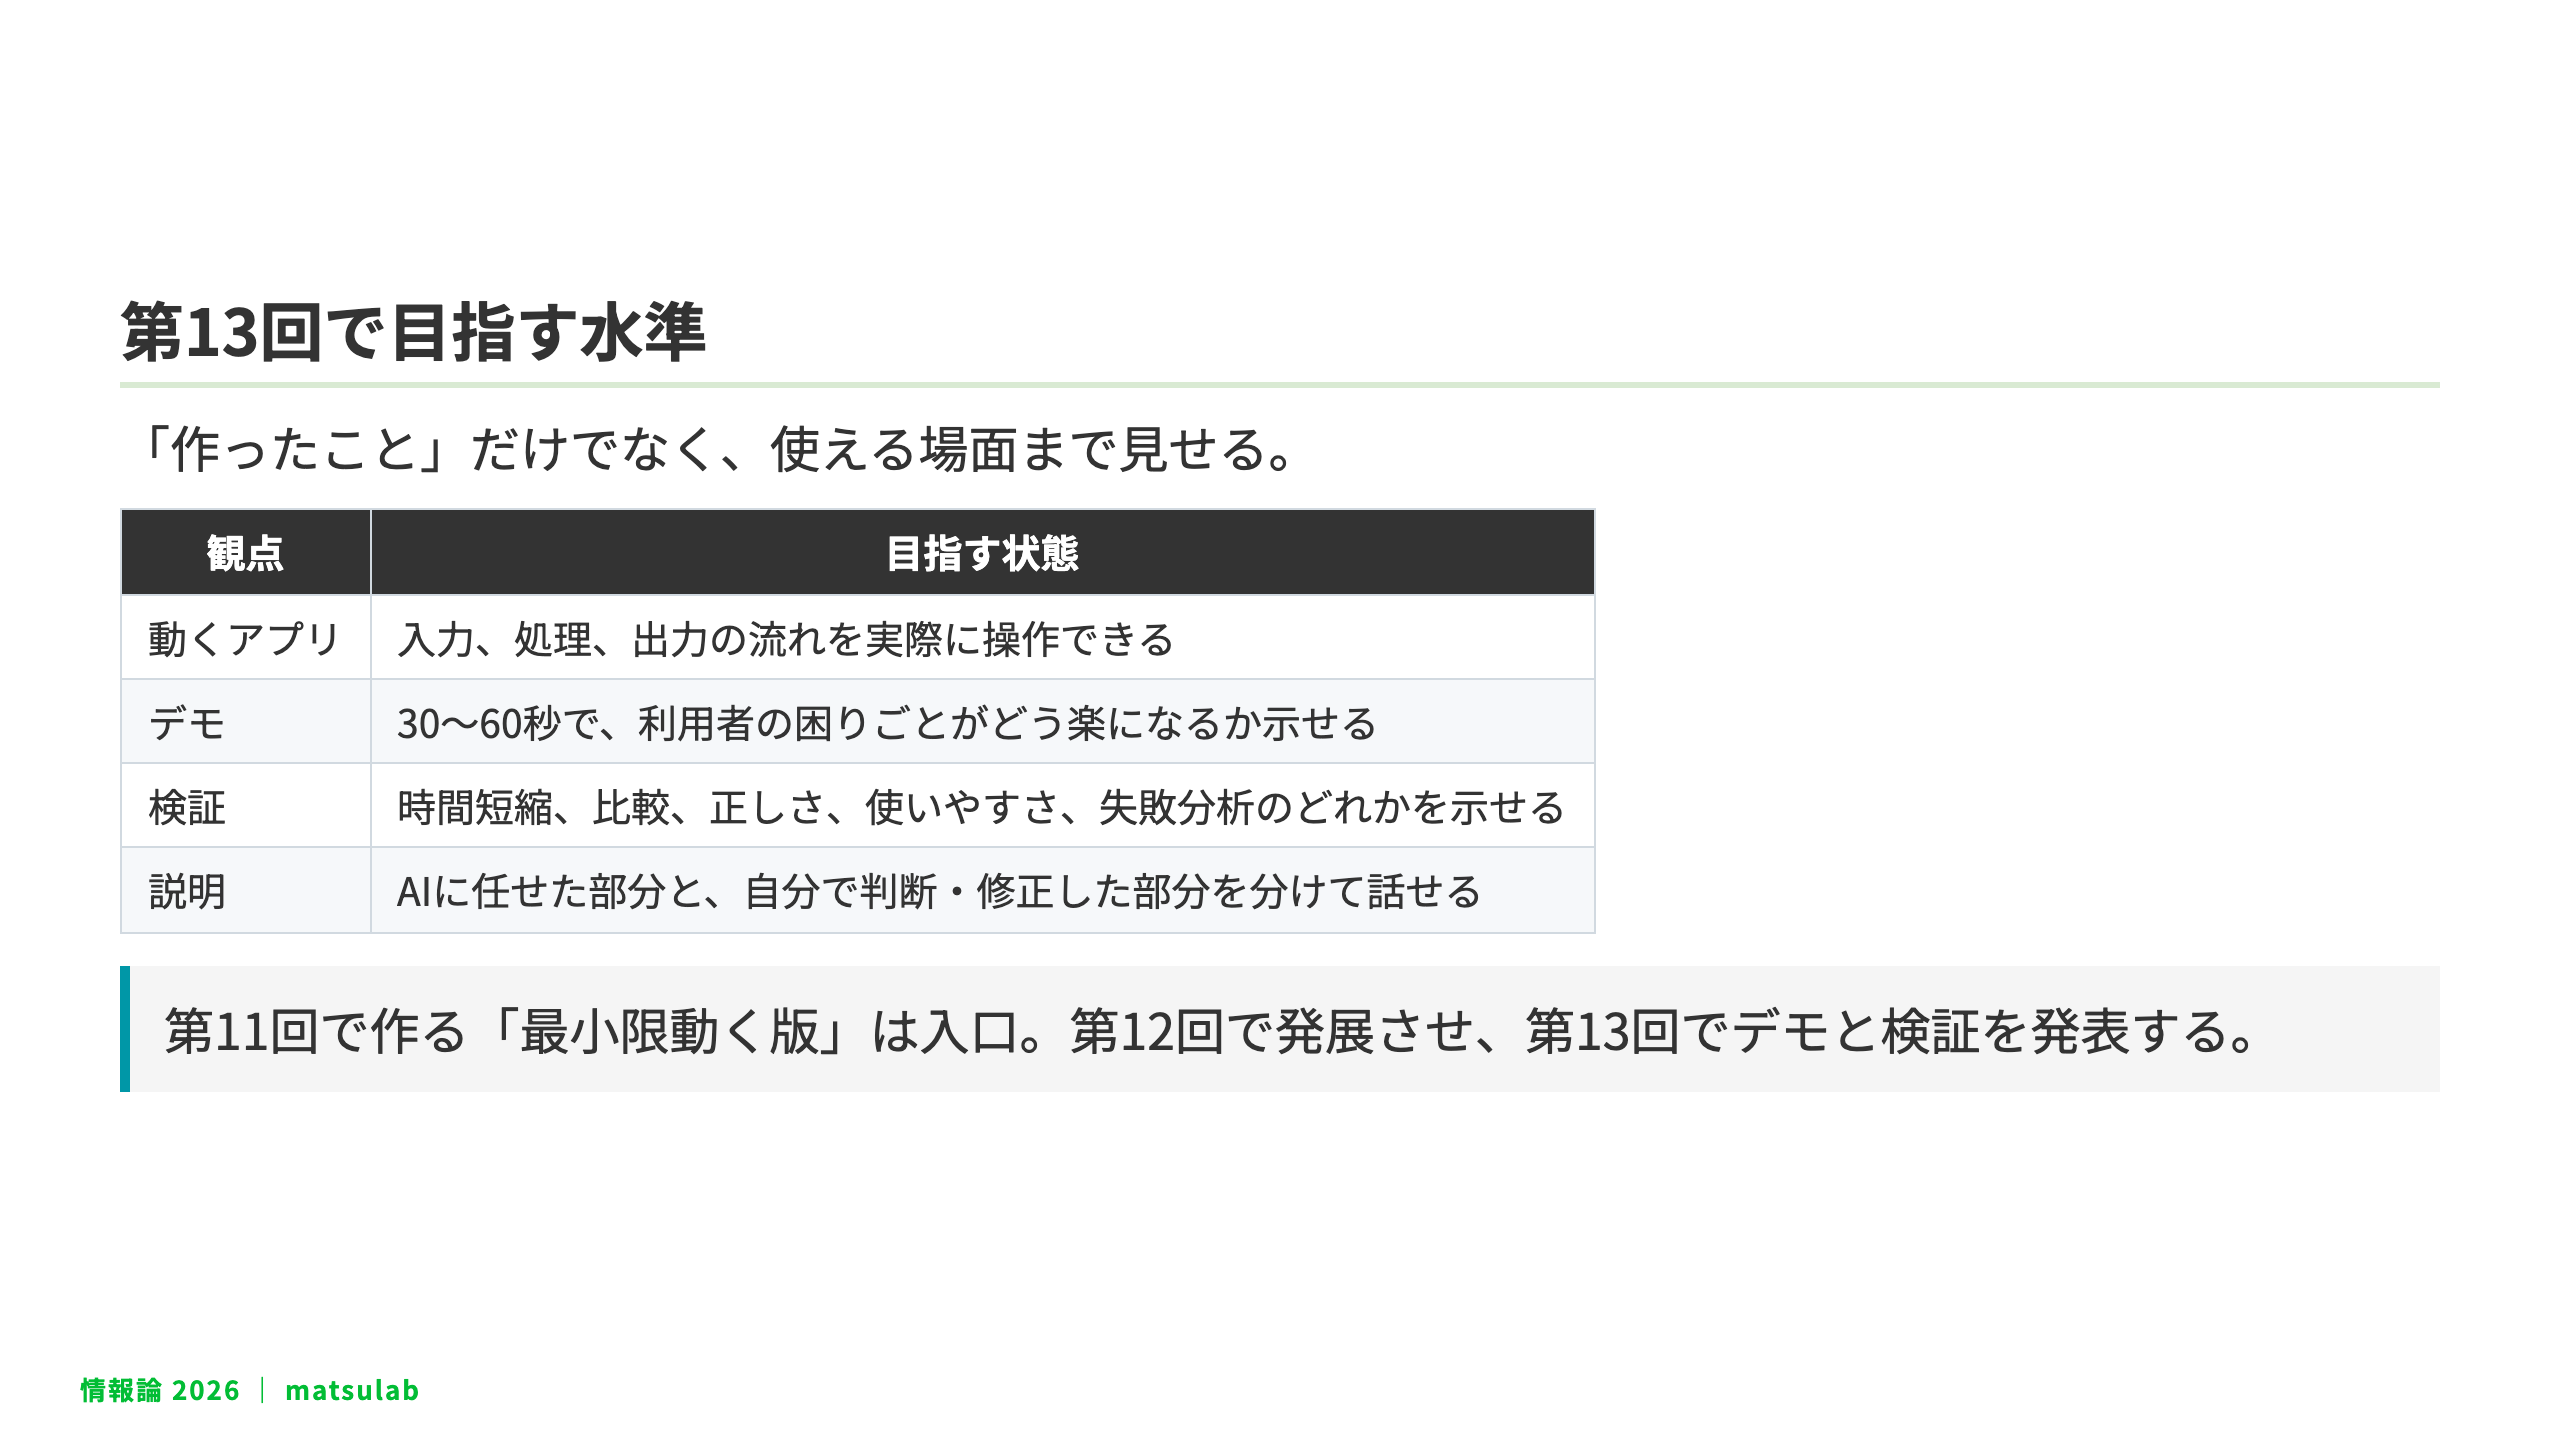 第13回で目指す水準
「作ったこと」だけでなく、使える場面まで見せる。
観点 目指す状態
動くアプリ 入力、処理、出力の流れを実際に操作できる
デモ 30〜60秒で、利用者の困りごとがどう楽になるか示せる
検証 時間短縮、比較、正しさ、使いやすさ、失敗分析のどれかを示せる
説明 AIに任せた部分と、自分で判断・修正した部分を分けて話せる
第11回で作る「最小限動く版」は入口。第12回で発展させ、第13回でデモと検証を発表する。
情報論 2026 ｜ matsulab